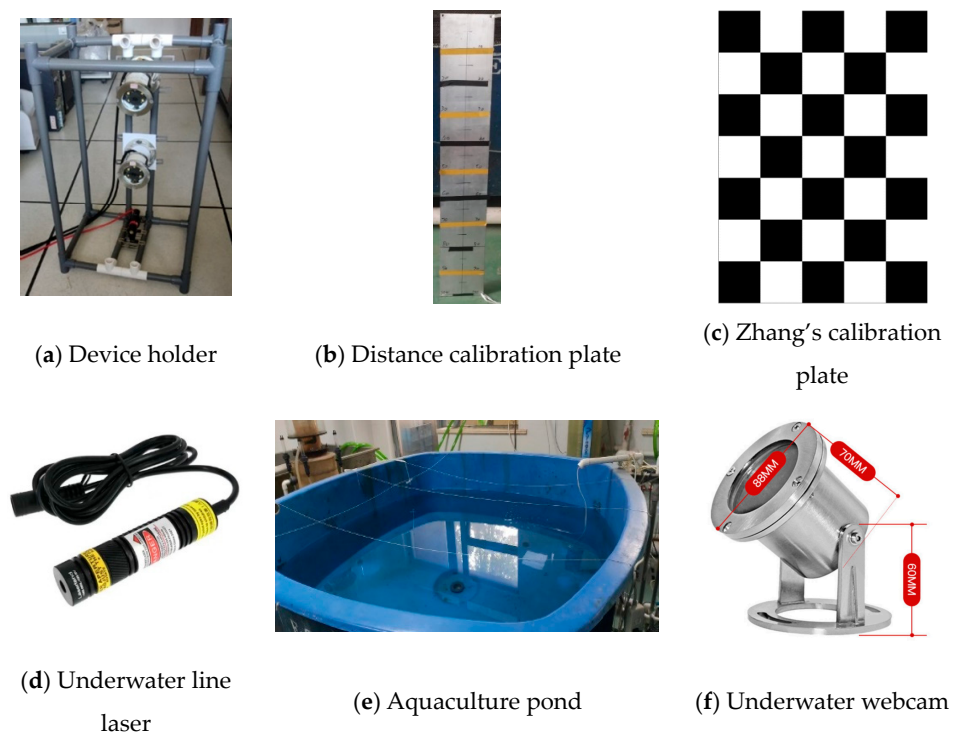 (a) Device holder
(b) Distance calibration plate
(c) Zhang’s calibration
plate
88MM
70MM
60MM
(d) Underwater line
laser
(e) Aquaculture pond
(f) Underwater webcam